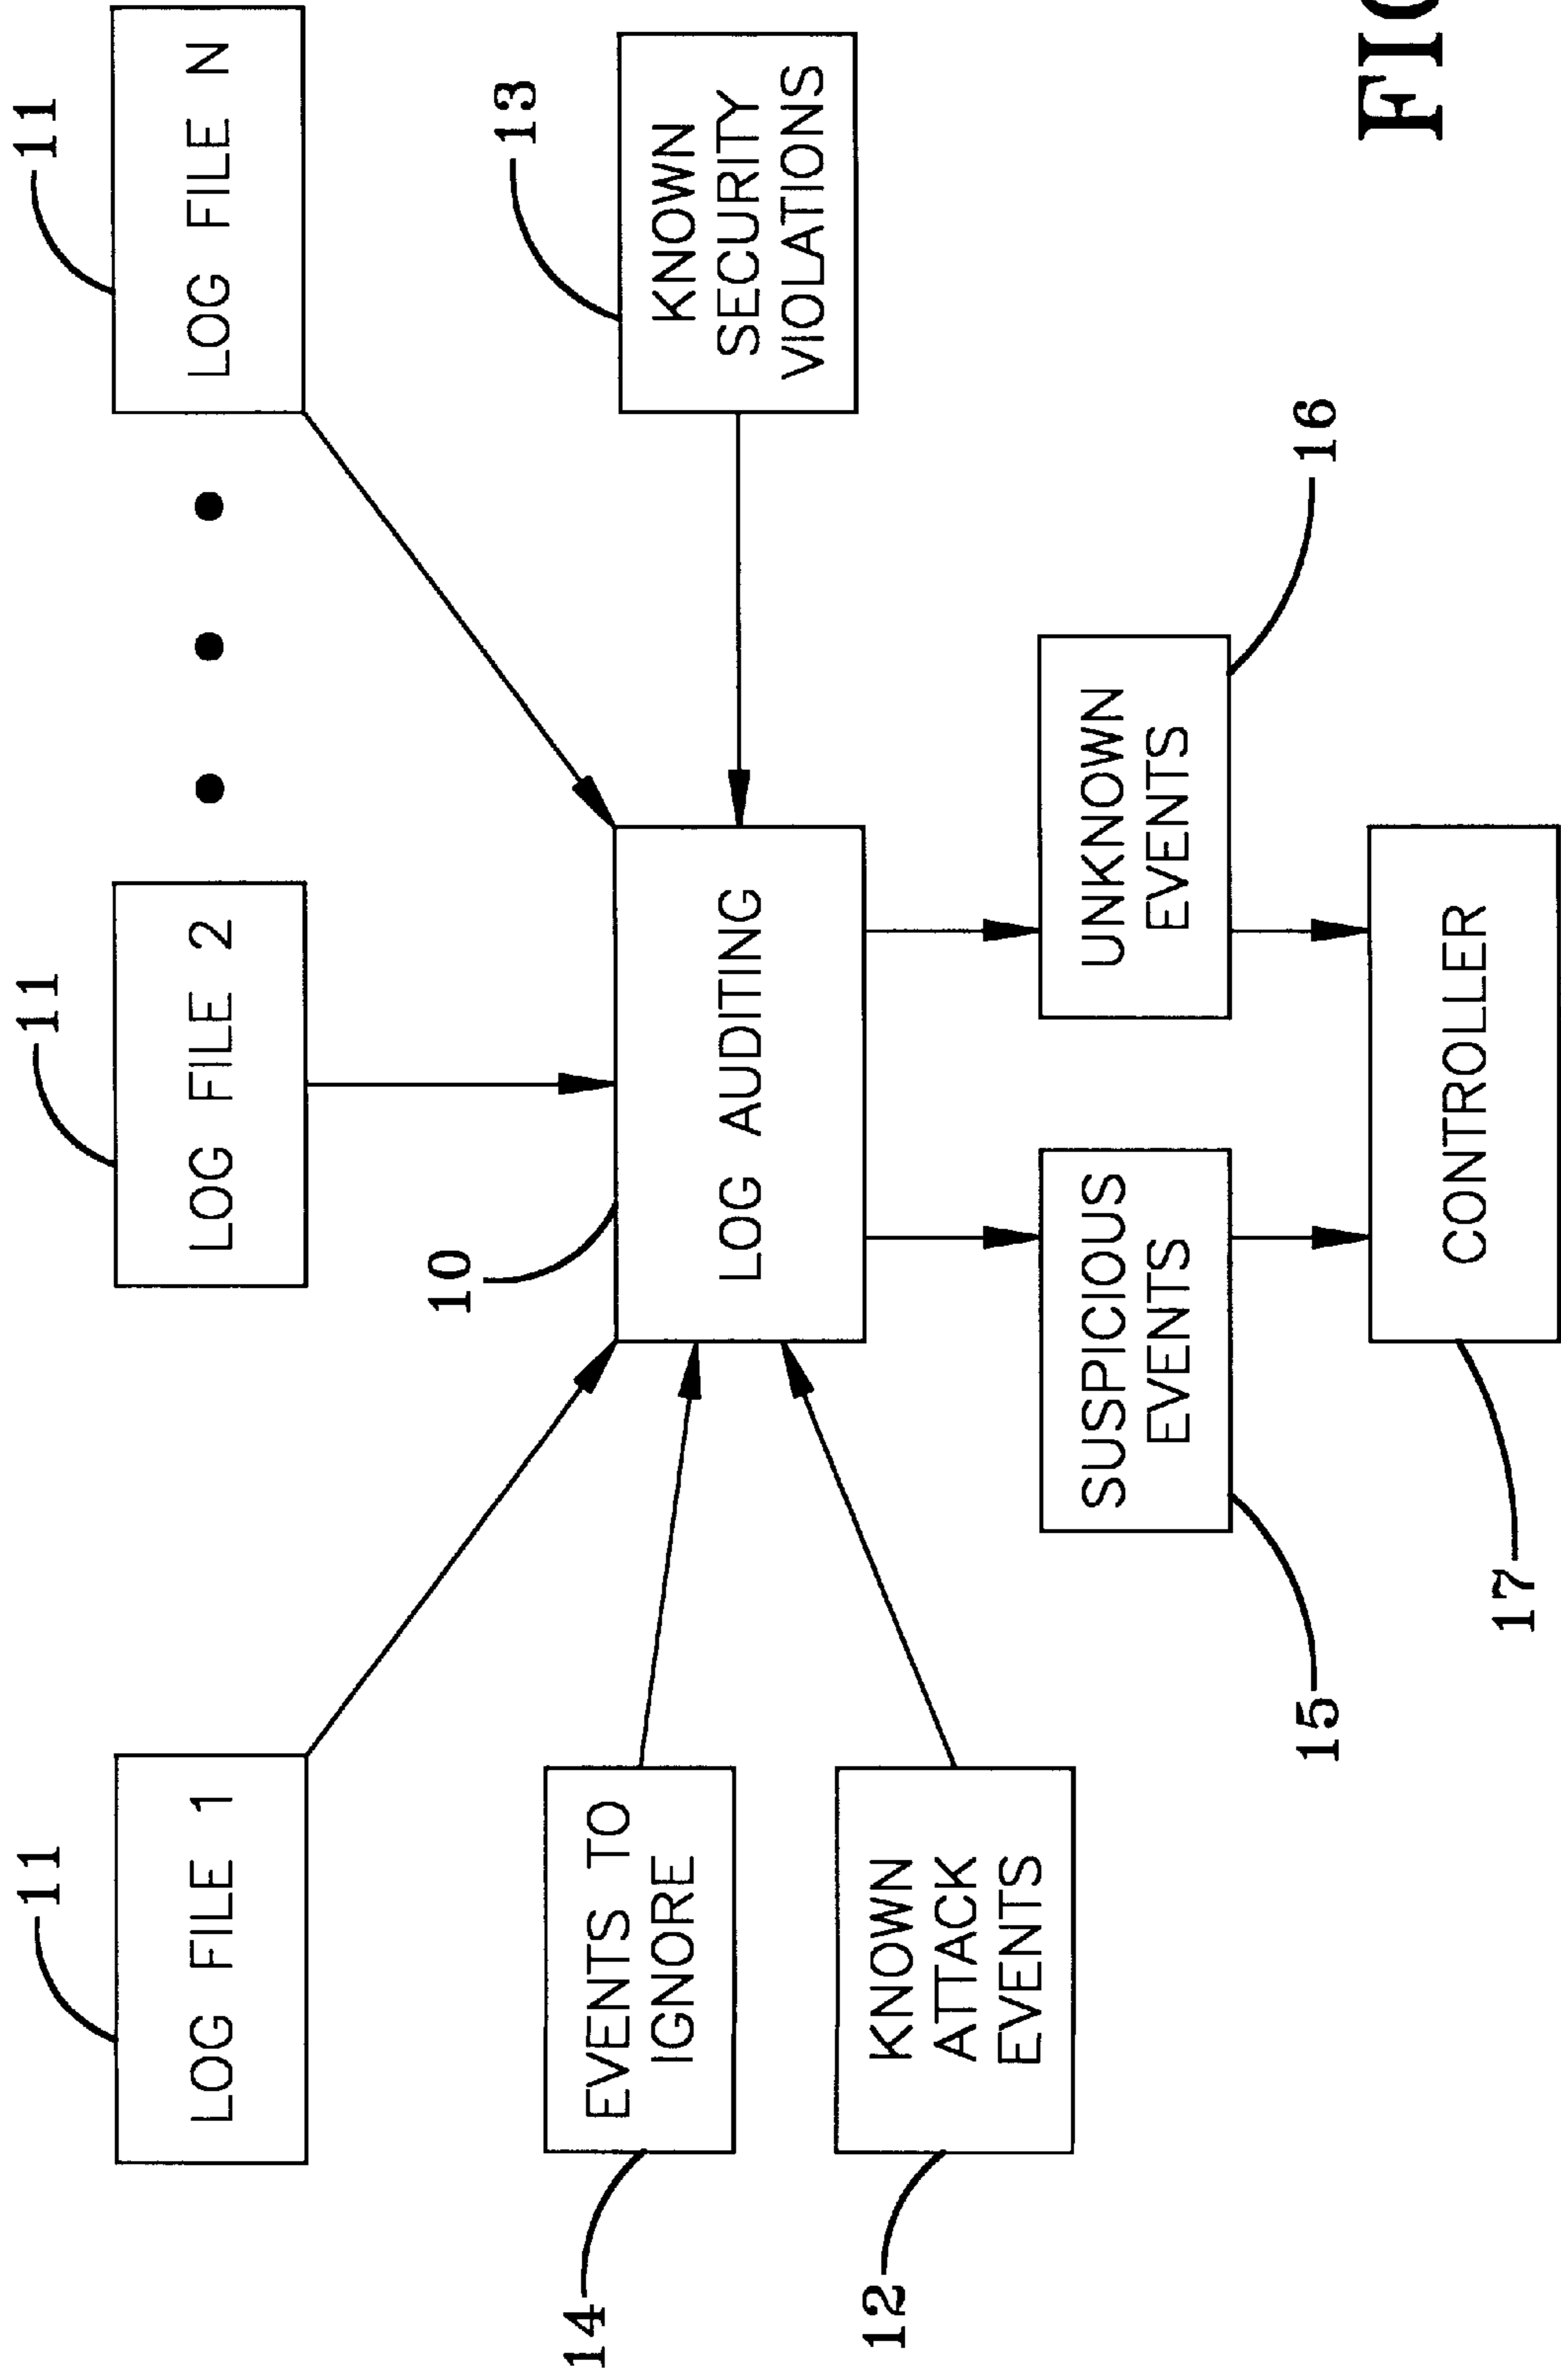 11
11
11
LOG FILE 1
LOG FILE 2
LOG FILE N
10
13
EVENTS TO
IGNORE
14
LOG AUDITING
KNOWN
SECURITY
VIOLATIONS
KNOWN
ATTACK
EVENTS
12
SUSPICIOUS
EVENTS
UNKNOWN
EVENTS
15
16
CONTROLLER
17